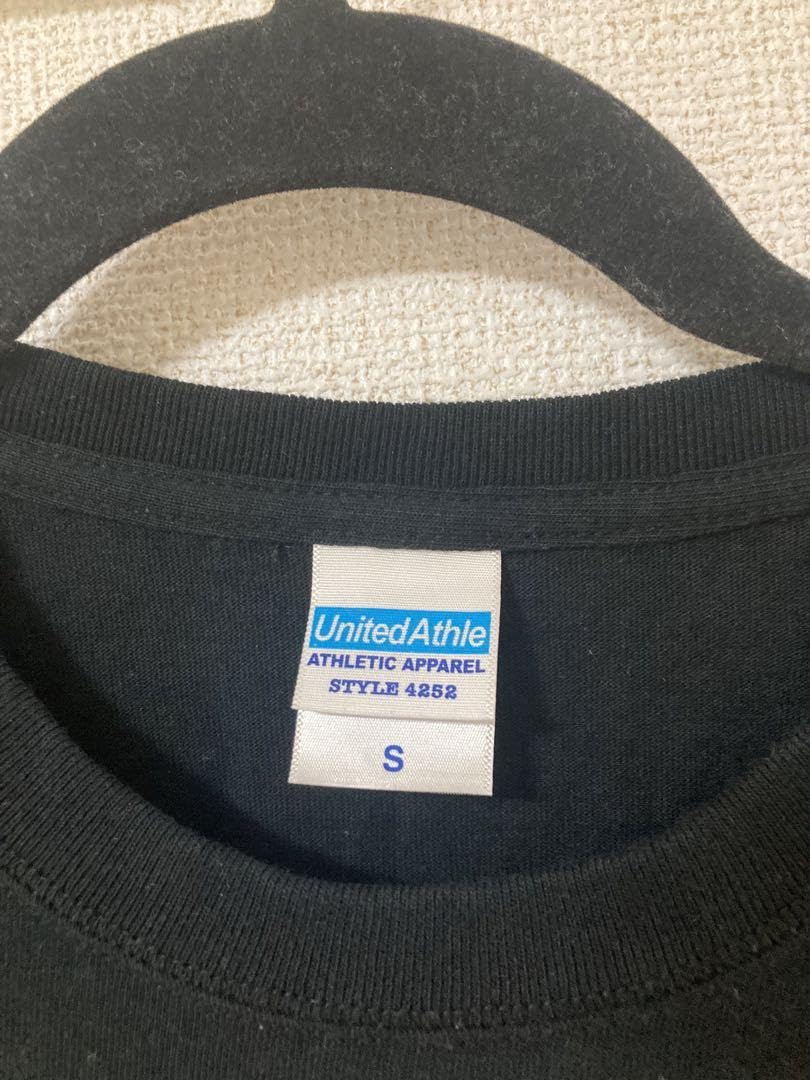 UnitedAthle
ATHLETIC APPAREL
STYLE 4252
S